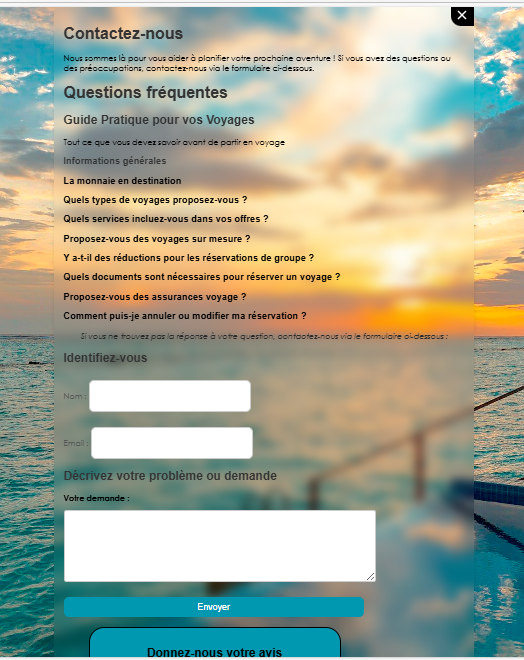 Contactez-nous
Nous sommes là pour vous aider à planifier votre prochaine aventure ! Si vous avez des questions ou
des préoccupations, contactez-nous via le formulaire ci-dessous.
Questions fréquentes
Guide Pratique pour vos Voyages
Tout ce que vous devez savoir avant de partir en voyage
Informations générales
La monnaie en destination
Quels types de voyages proposez-vous ?
Quels services incluez-vous dans vos offres ?
Proposez-vous des voyages sur mesure ?
Y a-t-il des réductions pour les réservations de groupe ?
Quels documents sont nécessaires pour réserver un voyage ?
Proposez-vous des assurances voyage ?
Comment puis-je annuler ou modifier ma réservation ?
Si vous ne trouvez pas la réponse à votre question, contactez-nous via le formulaire ci-dessous :
Identifiez-vous
Nom :
Email :
Décrivez votre problème ou demande
Votre demande :
Envoyer
Donnez-nous votre avis